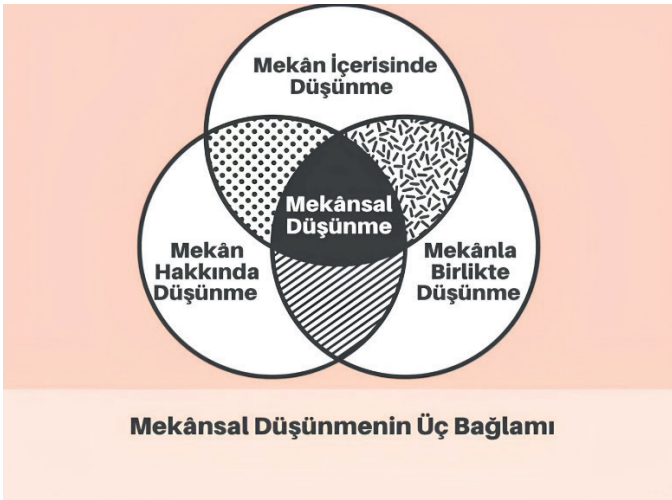 Mekân İçerisinde
Düşünme
Mekânsal
Düşünme
Mekân
Hakkında
Düşünme
Mekânla
Birlikte
Düşünme
Mekânsal Düşünmenin Üç Bağlamı